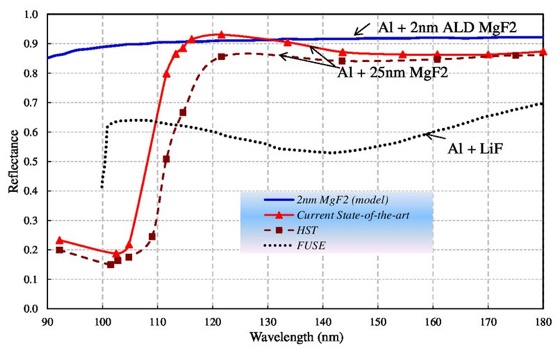 Al + 2nm ALD MgF2
1.0
0.9
0.8
0.7
0.6
0.5
0.4
0.3
0.2
0.1
0.0
Reflectance
Al + 25nm MgF2
Al + LiF
2nm MgF2 (model)
Current State-of-the-art
HST
FUSE
90 100 110 120 130 140 150 160 170 180
Wavelength (nm)